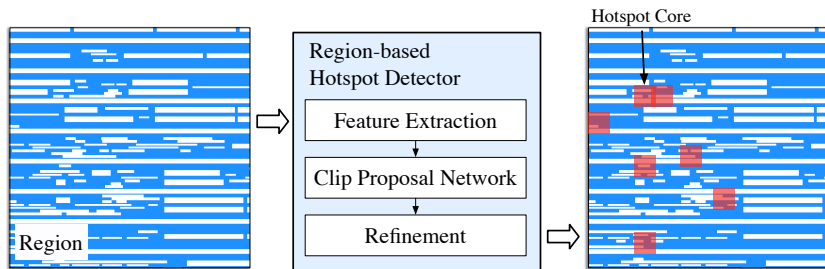 Hotspot Core
Region-based
Hotspot Detector
Feature Extraction
Clip Proposal Network
Refinement
Region